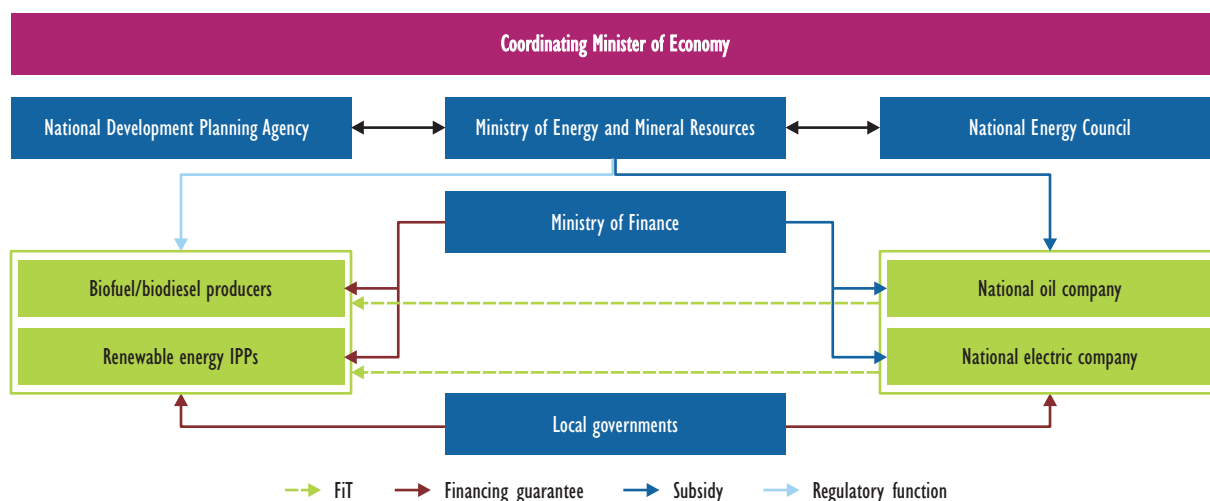 Coordinating Minister of Economy
National Development Planning Agency
Ministry of Energy and Mineral Resources
National Energy Council
Ministry of Finance
Biofuel/biodiesel producers
National oil company
Renewable energy IPPs
National electric company
Local governments
FiT
Financing guarantee
Subsidy
Regulatory function